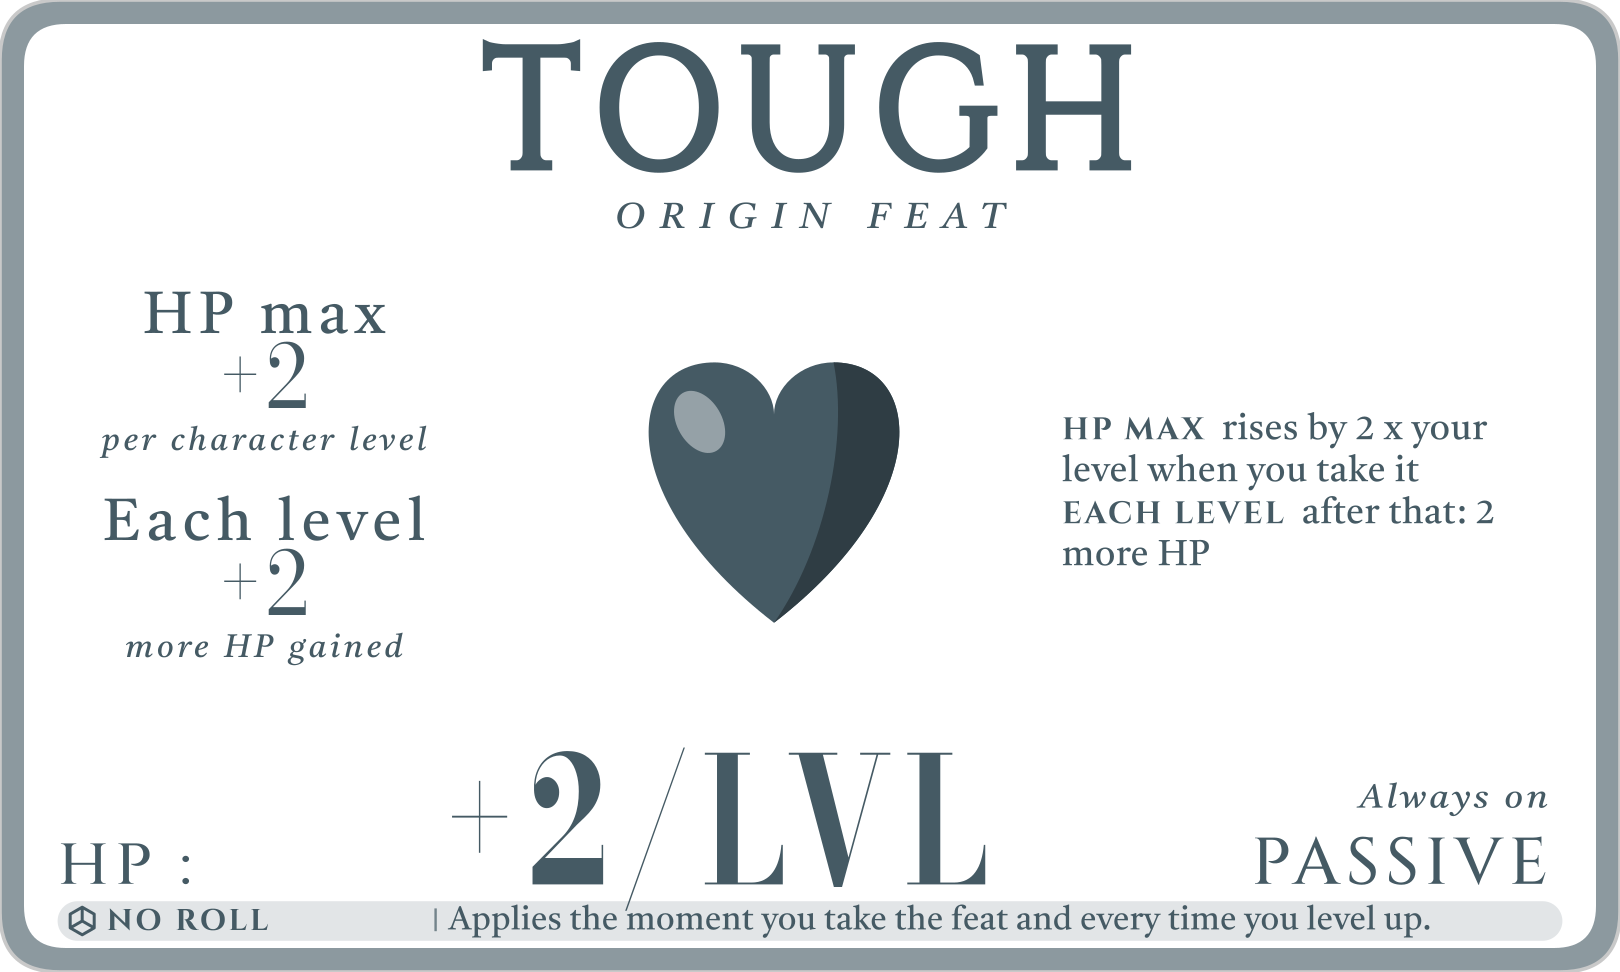 TOUGH
ORIGIN FEAT
HP max
+2
per character level
Each level
+2
more HP gained
HP MAX rises by 2 x your
level when you take it
EACH LEVEL after that: 2
more HP
HP :
+2/LVL
Always on
PASSIVE
NO ROLL | Applies the moment you take the feat and every time you level up.